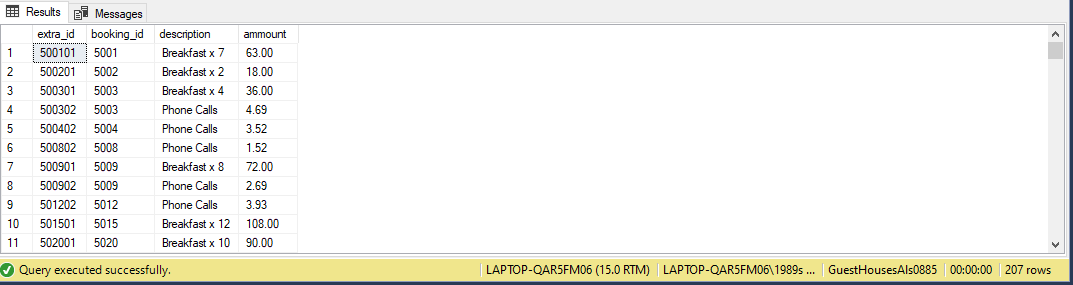 Results Messages
extra_id booking_id description ammount
1 500101 5001 Breakfast x 7 63.00
2 500201 5002 Breakfast x 2 18.00
3 500301 5003 Breakfast x 4 36.00
4 500302 5003 Phone Calls 4.69
5 500402 5004 Phone Calls 3.52
6 500802 5008 Phone Calls 1.52
7 500901 5009 Breakfast x 8 72.00
8 500902 5009 Phone Calls 2.69
9 501202 5012 Phone Calls 3.93
10 501501 5015 Breakfast x 12 108.00
11 502001 5020 Breakfast x 10 90.00
Query executed successfully. LAPTOP-QAR5FM06 (15.0 RTM) LAPTOP-QAR5FM06\1989s ... GuestHousesAls0885 00:00:00 207 rows